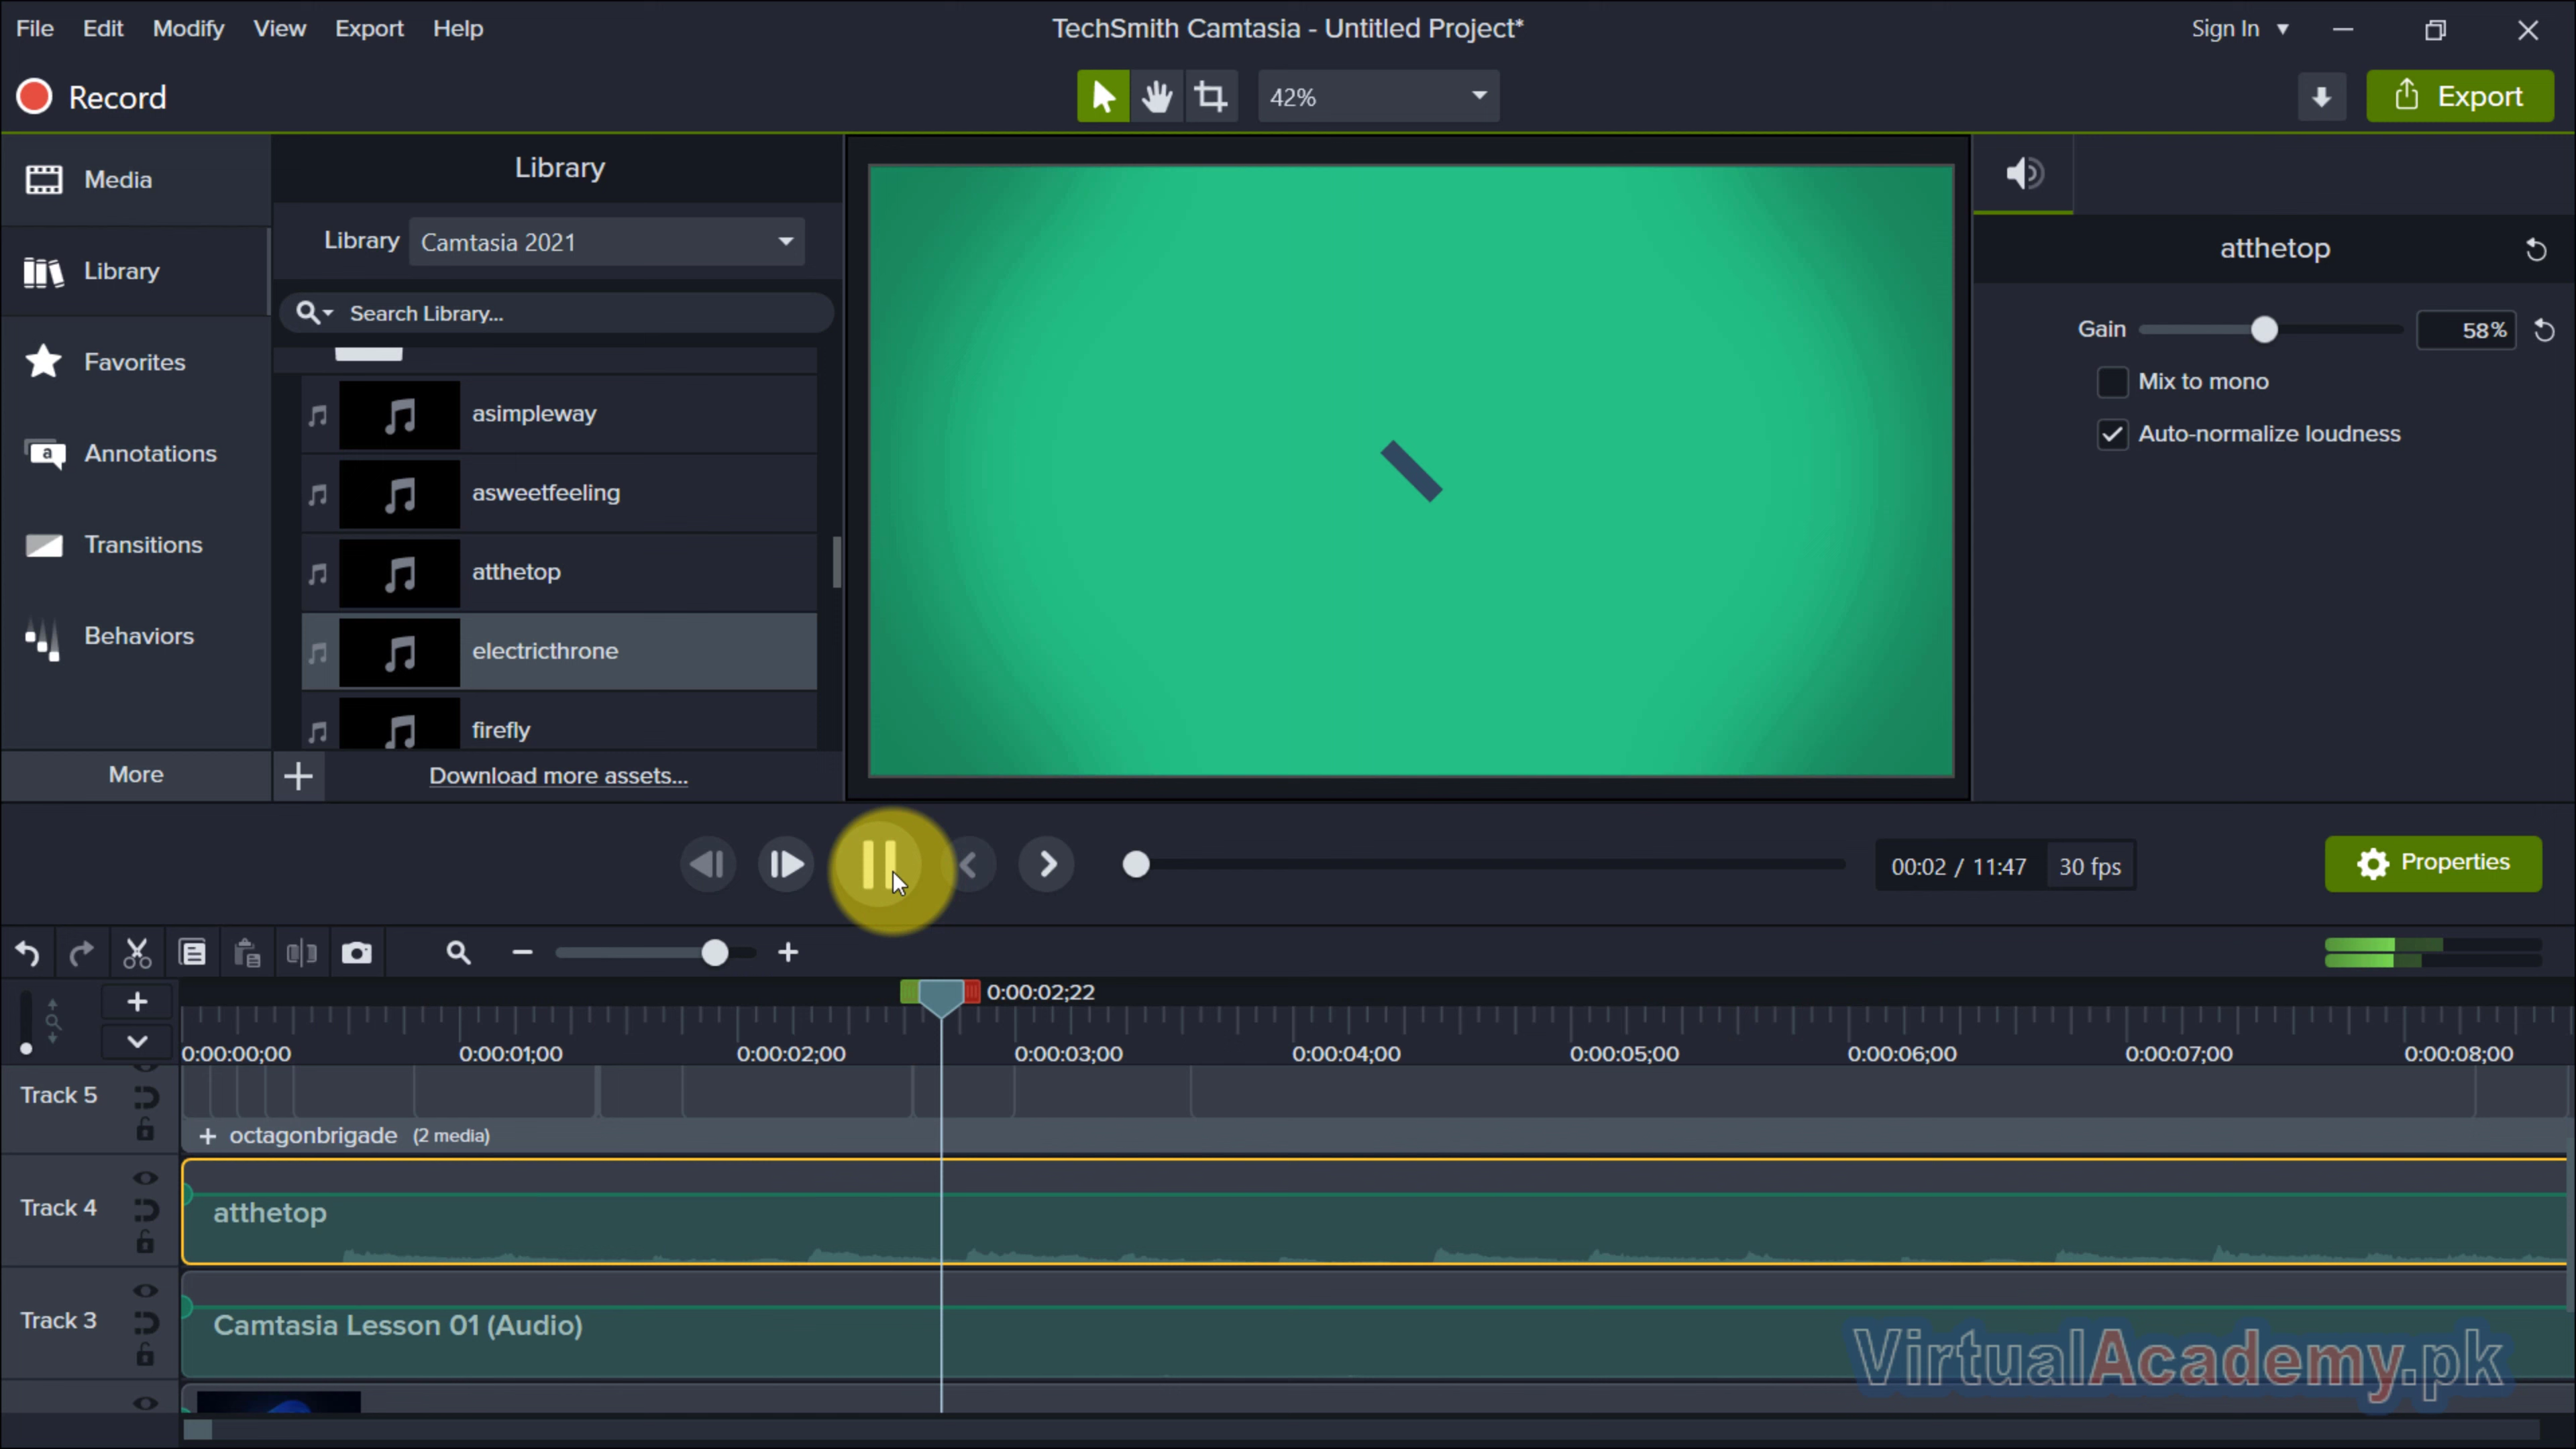 File Edit Modify View Export Help
TechSmith Camtasia - Untitled Project*
Sign In
Record
42%
Export
Media
Library
Favorites
a
Annotations
Transitions
Behaviors
More
Library
Library Camtasia 2021
Search Library...
asimpleway
asweetfeeling
atthetop
electricthrone
firefly
Download more assets...
atthetop
Gain 58%
Mix to mono
Auto-normalize loudness
00:02 / 11:47 30 fps
Properties
0:00:02;22
0:00:00;00 0:00:01;00 0:00:02;00 0:00:03;00 0:00:04;00 0:00:05;00 0:00:06;00 0:00:07;00 0:00:08;00
Track 5
+ octagonbrigade (2 media)
Track 4
atthetop
Track 3
Camtasia Lesson 01 (Audio)
VirtualAcademy.pk